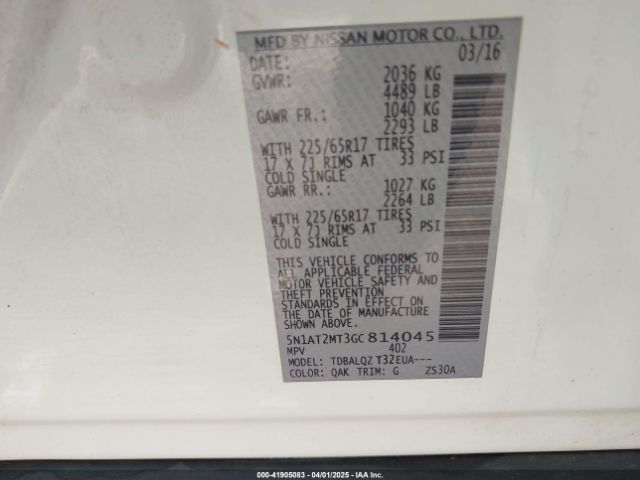 MFD BY NISSAN MOTOR CO., LTD.
DATE: 03/16
GVWR: 2036 KG
4489 LB
GAWR FR.: 1040 KG
2293 LB
WITH 225/65R17 TIRES
17 X 7J RIMS AT 33 PSI
COLD SINGLE
GAWR RR.: 1027 KG
2264 LB
WITH 225/65R17 TIRES
17 X 7J RIMS AT 33 PSI
COLD SINGLE
THIS VEHICLE CONFORMS TO
ALL APPLICABLE FEDERAL
MOTOR VEHICLE SAFETY AND
THEFT PREVENTION
STANDARDS IN EFFECT ON
THE DATE OF MANUFACTURE
SHOWN ABOVE.
5N1AT2MT3GC814045
MPV 402
MODEL: TDBALQZ T32EUA---
COLOR: QAK TRIM: G ZS30A
000-41905083 - 04/01/2025 - IAA Inc.